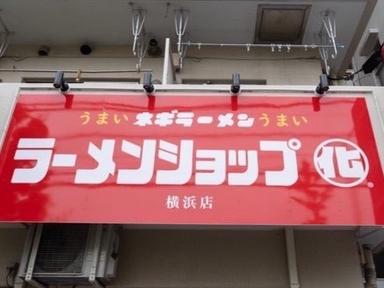 うまい ネギラーメン うまい
ラーメンショップ 化
横浜店